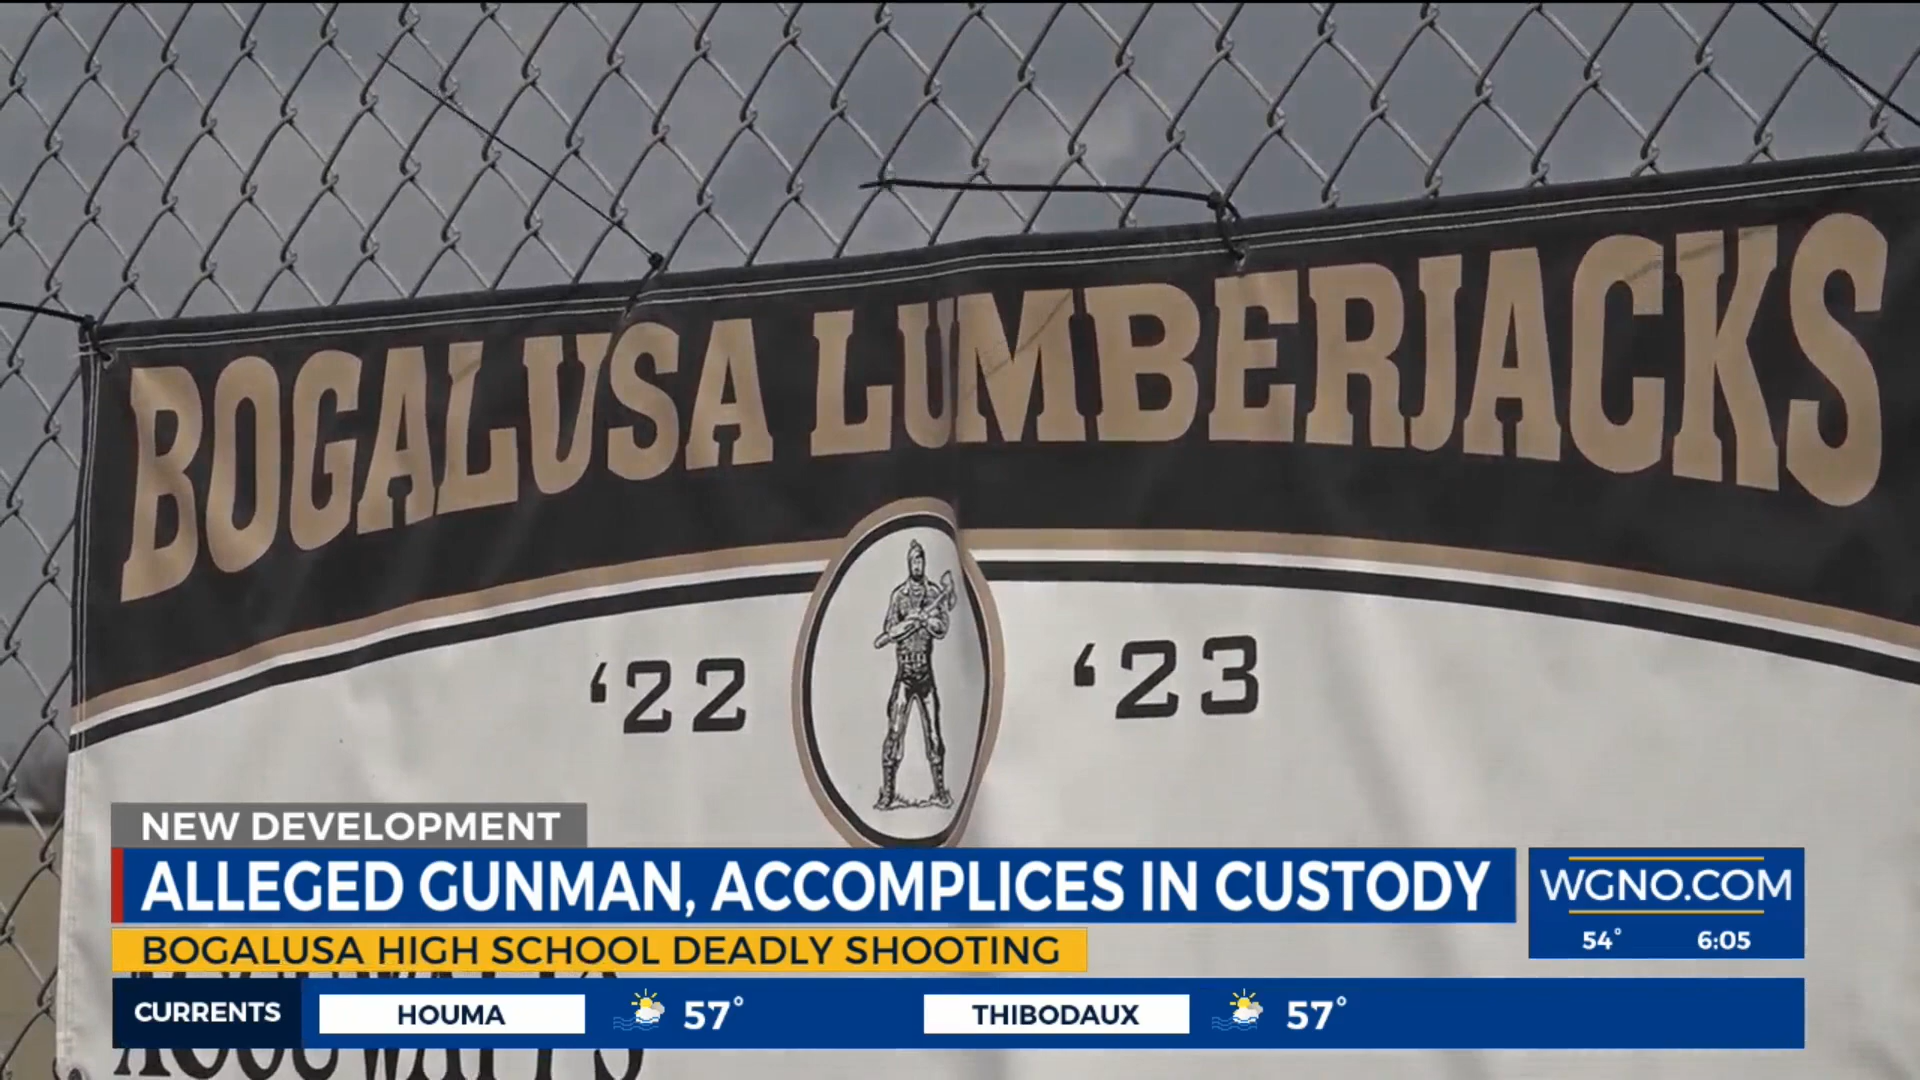 BOGALUSA LUMBERJACKS
‘22 ‘23
NEW DEVELOPMENT
ALLEGED GUNMAN, ACCOMPLICES IN CUSTODY
BOGALUSA HIGH SCHOOL DEADLY SHOOTING
WGNO.COM
54° 6:05
CURRENTS HOUMA 57° THIBODAUX 57°